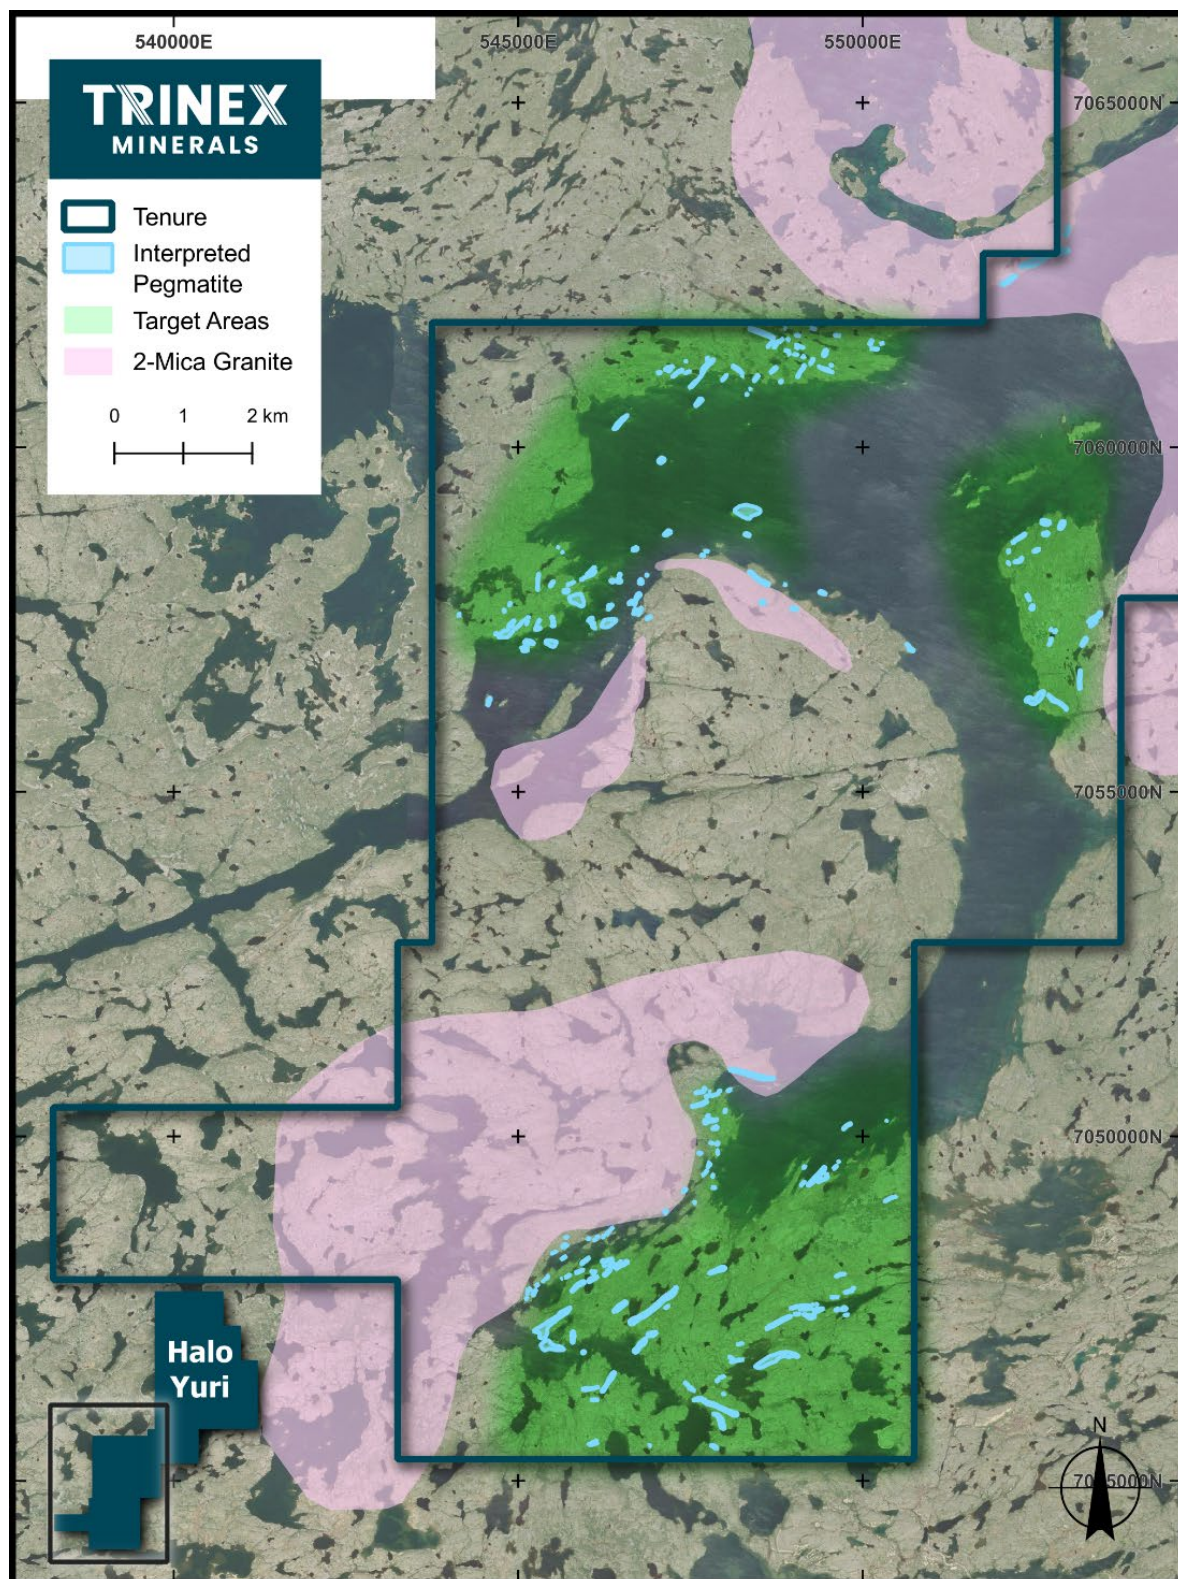 540000E
545000E
550000E
TRINEX
MINERALS
7065000N
Tenure
Interpreted
Pegmatite
Target Areas
2-Mica Granite
0 1 2 km
7060000N
7055000N
7050000N
Halo
Yuri
N